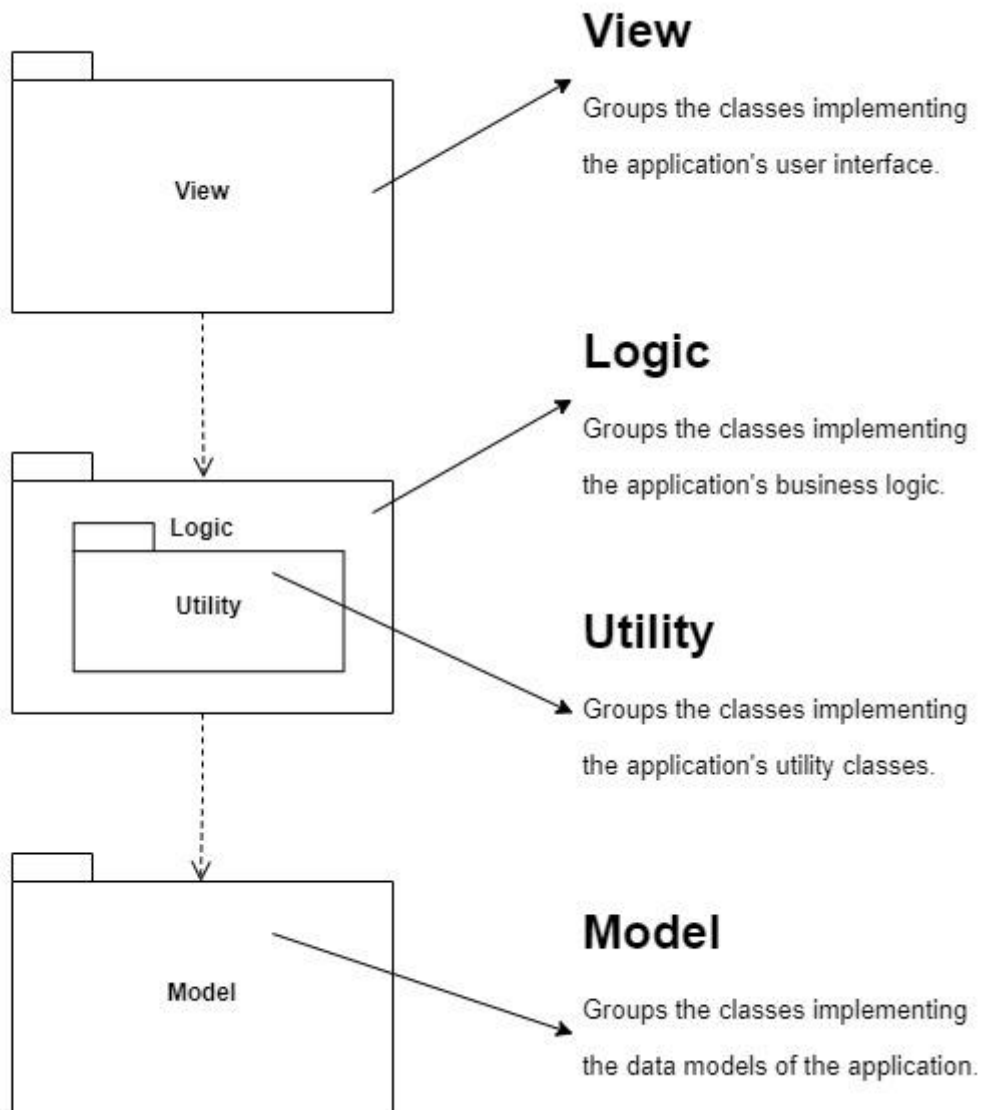 View
Groups the classes implementing
the application's user interface.
View
Logic
Groups the classes implementing
the application's business logic.
Logic
Utility
Utility
Groups the classes implementing
the application's utility classes.
Model
Groups the classes implementing
the data models of the application.
Model